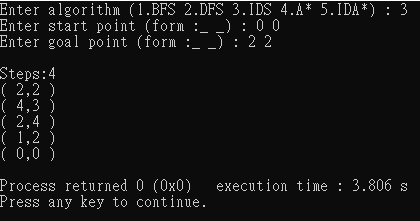 Enter algorithm (1.BFS 2.DFS 3.IDS 4.A* 5.IDA*) : 3
Enter start point (form :_ _) : 0 0
Enter goal point (form :_ _) : 2 2
Steps:4
( 2,2 )
( 4,3 )
( 2,4 )
( 1,2 )
( 0,0 )
Process returned 0 (0x0)   execution time : 3.806 s
Press any key to continue.